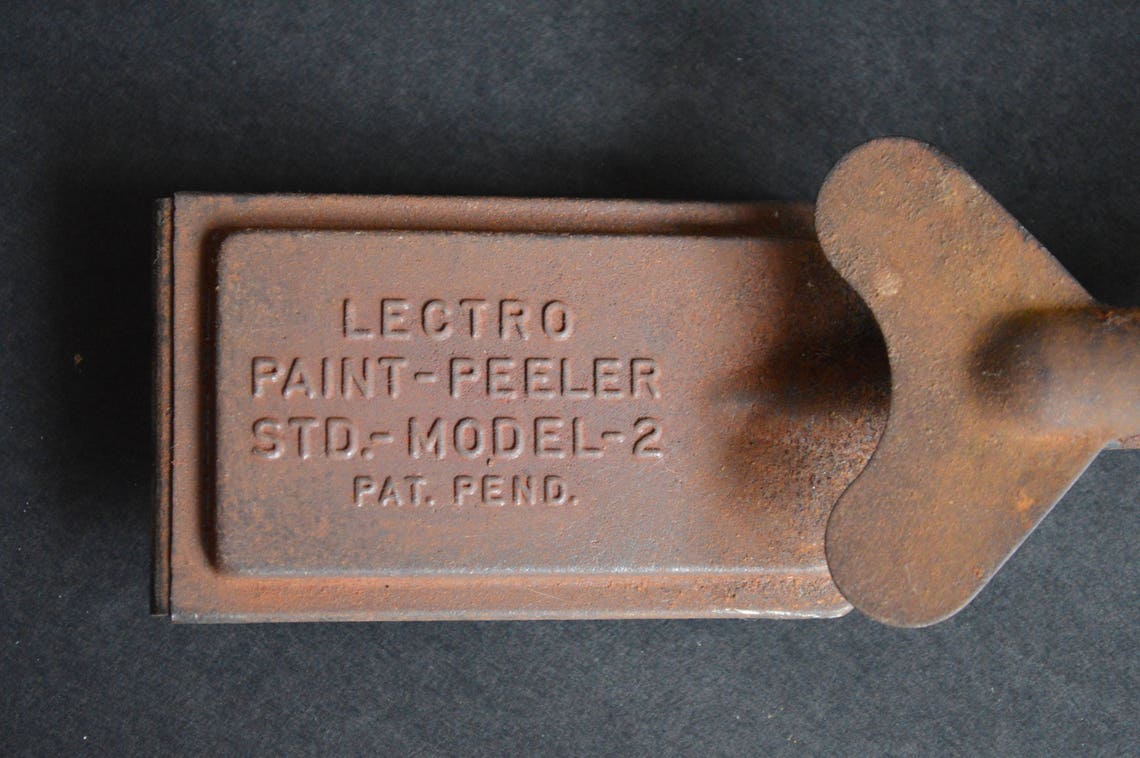 LECTRO
PAINT-PEELER
STD.-MODEL-2
PAT. PEND.